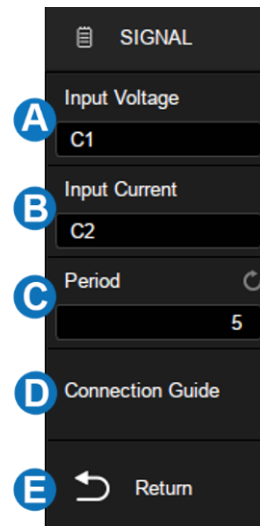 SIGNAL
Input Voltage
A
C1
Input Current
B
C2
Period
C
5
D Connection Guide
E Return